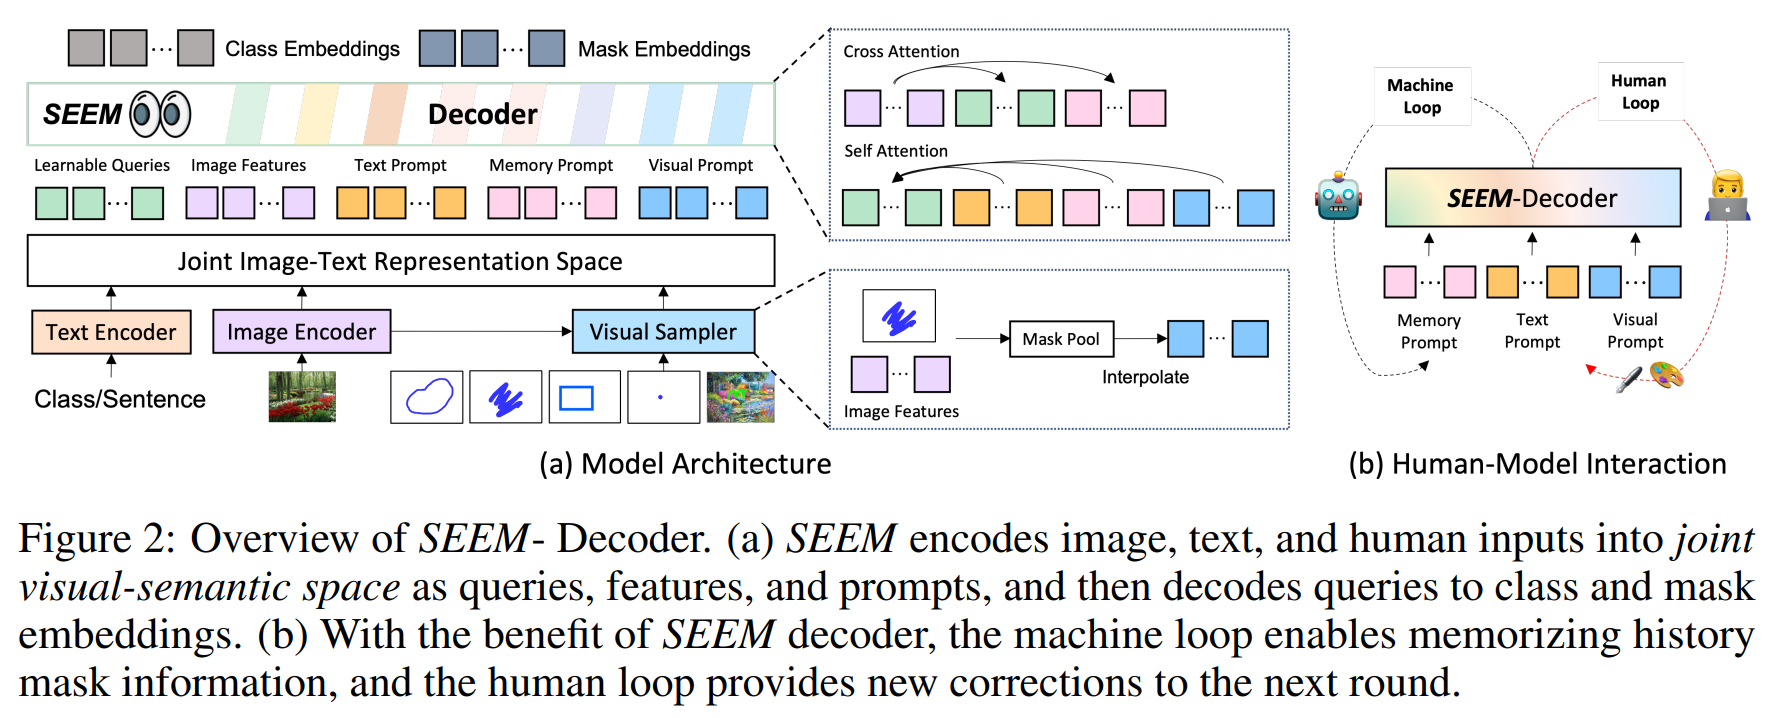 Class Embeddings
Mask Embeddings
SEEM Decoder
Learnable Queries
Image Features
Text Prompt
Memory Prompt
Visual Prompt
Joint Image-Text Representation Space
Text Encoder
Image Encoder
Visual Sampler
Class/Sentence
Cross Attention
Self Attention
Mask Pool
Interpolate
Image Features
(a) Model Architecture
Machine
Loop
Human
Loop
SEEM-Decoder
Memory
Prompt
Text
Prompt
Visual
Prompt
(b) Human-Model Interaction
Figure 2: Overview of SEEM- Decoder. (a) SEEM encodes image, text, and human inputs into joint
visual-semantic space as queries, features, and prompts, and then decodes queries to class and mask
embeddings. (b) With the benefit of SEEM decoder, the machine loop enables memorizing history
mask information, and the human loop provides new corrections to the next round.